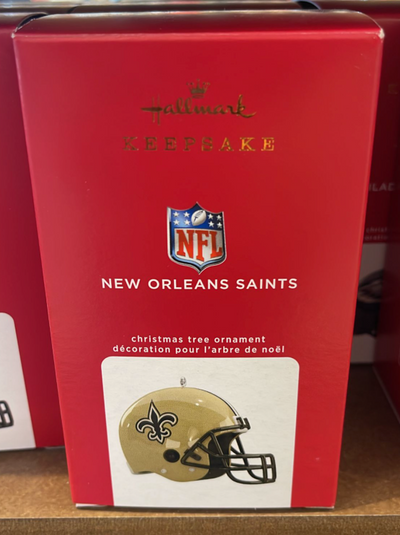 Hallmark
KEEPSAKE
NFL
NEW ORLEANS SAINTS
christmas tree ornament
décoration pour l'arbre de noël